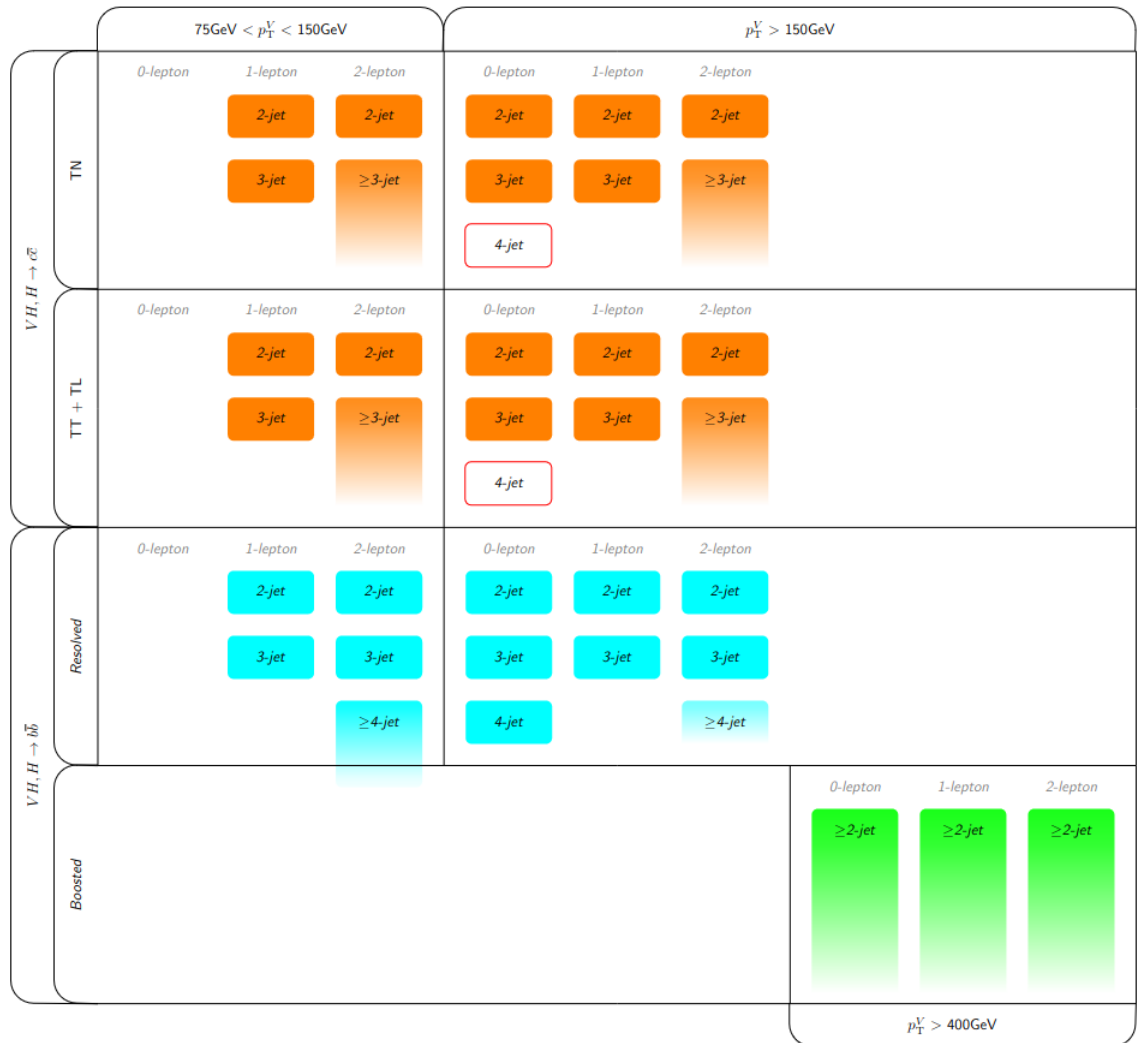 75GeV < p_T^V < 150GeV p_T^V > 150GeV
VH, H → cc̄
TN
0-lepton 1-lepton 2-lepton 0-lepton 1-lepton 2-lepton
2-jet 2-jet 2-jet 2-jet 2-jet
3-jet ≥3-jet 3-jet 3-jet ≥3-jet
4-jet
TT + TL
0-lepton 1-lepton 2-lepton 0-lepton 1-lepton 2-lepton
2-jet 2-jet 2-jet 2-jet 2-jet
3-jet ≥3-jet 3-jet 3-jet ≥3-jet
4-jet
VH, H → bb̄
Resolved
0-lepton 1-lepton 2-lepton 0-lepton 1-lepton 2-lepton
2-jet 2-jet 2-jet 2-jet 2-jet
3-jet 3-jet 3-jet 3-jet 3-jet
≥4-jet 4-jet ≥4-jet
Boosted
0-lepton 1-lepton 2-lepton
≥2-jet ≥2-jet ≥2-jet
p_T^V > 400GeV